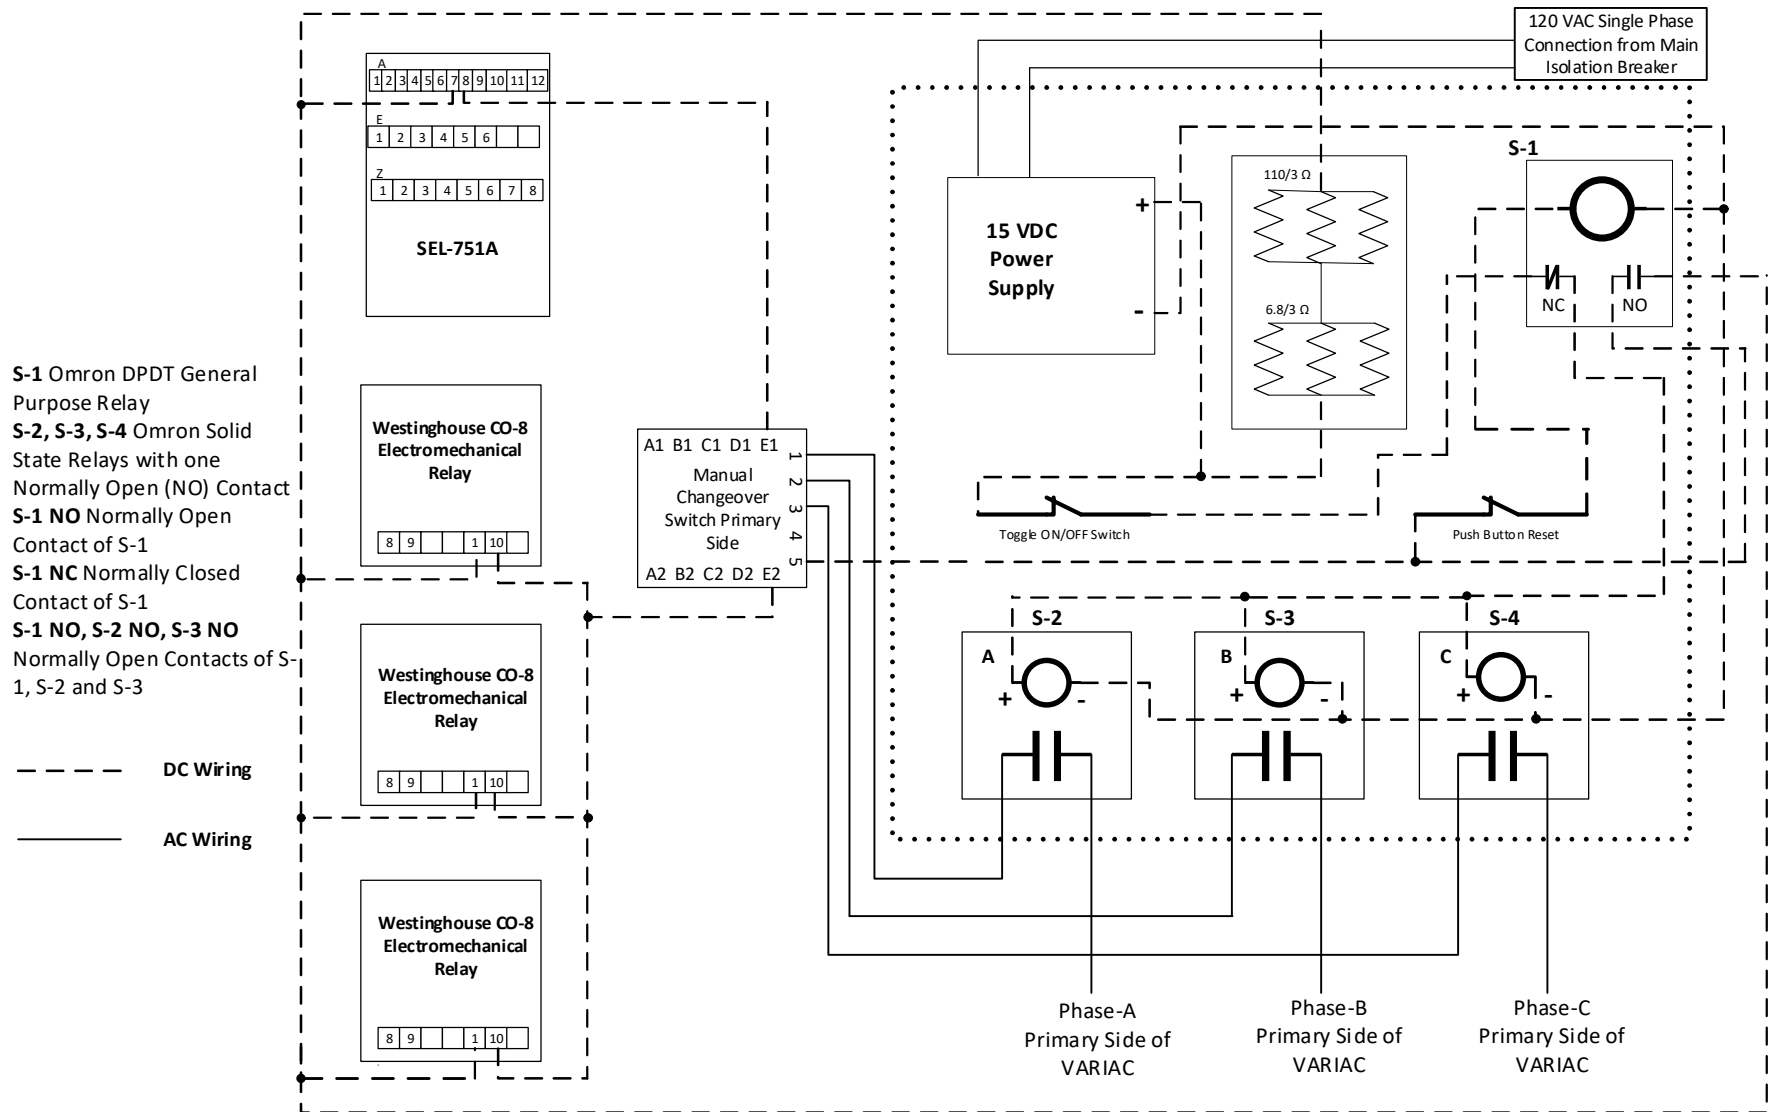 120 VAC Single Phase
Connection from Main
Isolation Breaker
A
1 2 3 4 5 6 7 8 9 10 11 12
E
1 2 3 4 5 6
Z
1 2 3 4 5 6 7 8
SEL-751A
15 VDC
Power
Supply
+
-
110/3 Ω
6.8/3 Ω
S-1
NC
NO
S-1 Omron DPDT General
Purpose Relay
S-2, S-3, S-4 Omron Solid
State Relays with one
Normally Open (NO) Contact
S-1 NO Normally Open
Contact of S-1
S-1 NC Normally Closed
Contact of S-1
S-1 NO, S-2 NO, S-3 NO
Normally Open Contacts of S-
1, S-2 and S-3
DC Wiring
AC Wiring
Westinghouse CO-8
Electromechanical
Relay
8 9 1 10
Westinghouse CO-8
Electromechanical
Relay
8 9 1 10
Westinghouse CO-8
Electromechanical
Relay
8 9 1 10
A1 B1 C1 D1 E1
Manual
Changeover
Switch Primary
Side
A2 B2 C2 D2 E2
1
2
3
4
5
Toggle ON/OFF Switch
Push Button Reset
S-2
A
+
-
S-3
B
+
-
S-4
C
+
-
Phase-A
Primary Side of
VARIAC
Phase-B
Primary Side of
VARIAC
Phase-C
Primary Side of
VARIAC